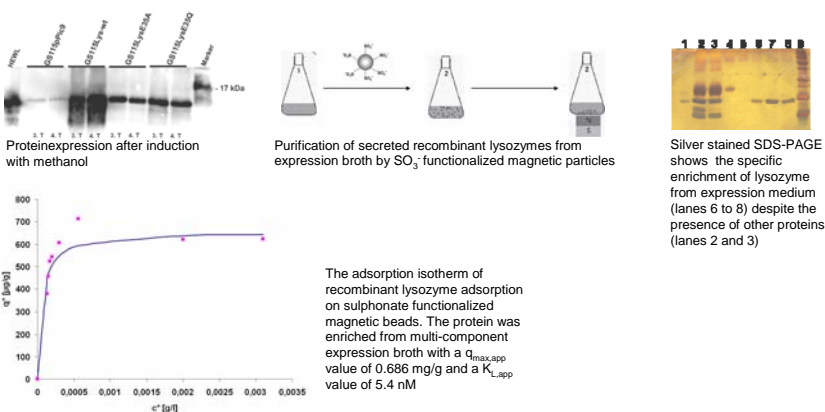 HEWL
GS115pPic9
GS115Lys-wt
GS115LysE35A
GS115LysE35Q
Marker
- 17 kDa
3. T 4. T 3. T 4. T 3. T 4. T 3. T 4. T
Proteinexpression after induction
with methanol
1
2
2
N
S
Purification of secreted recombinant lysozymes from
expression broth by SO₃⁻ functionalized magnetic particles
1 2 3 4 5 6 7 8 9
Silver stained SDS-PAGE
shows the specific
enrichment of lysozyme
from expression medium
(lanes 6 to 8) despite the
presence of other proteins
(lanes 2 and 3)
800
700
600
500
400
300
200
100
0
q* [µg/g]
0 0,0005 0,001 0,0015 0,002 0,0025 0,003 0,0035
c* [g/l]
The adsorption isotherm of
recombinant lysozyme adsorption
on sulphonate functionalized
magnetic beads. The protein was
enriched from multi-component
expression broth with a q max,app
value of 0.686 mg/g and a K L,app
value of 5.4 nM